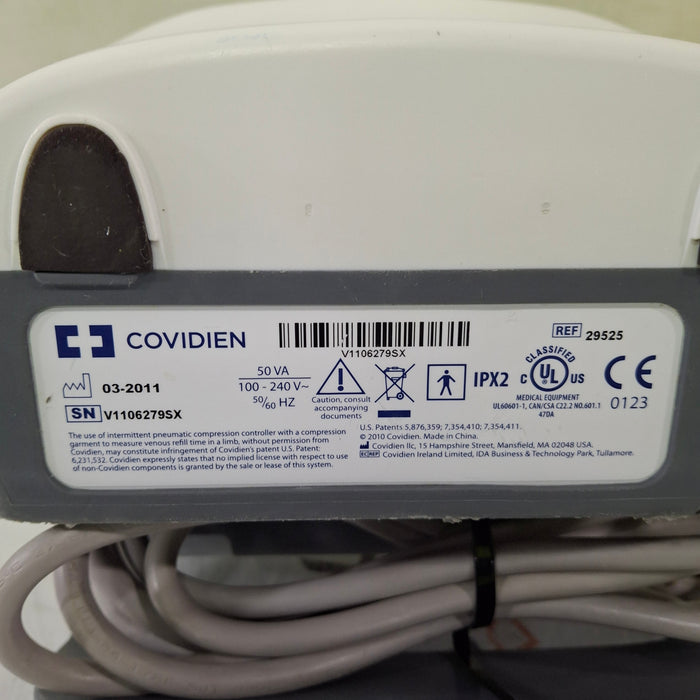 COVIDIEN
V1106279SX
REF 29525
03-2011
SN V1106279SX
50 VA
100 - 240 V~
50/60 HZ
Caution, consult
accompanying
documents
IPX2
CLASSIFIED
C UL US
MEDICAL EQUIPMENT
UL60601-1, CAN/CSA C22.2 NO.601.1
47DA
CE
0123
The use of intermittent pneumatic compression controller with a compression
garment to measure venous refill time in a limb, without permission from
Covidien, may constitute infringement of Covidien's patent U.S. Patent:
6,231,532. Covidien expressly states that no implied license with respect to use
of non-Covidien components is granted by the sale or lease of this system.
U.S. Patents 5,876,359; 7,354,410; 7,354,411.
© 2010 Covidien. Made in China.
Covidien llc, 15 Hampshire Street, Mansfield, MA 02048 USA.
EC REP Covidien Ireland Limited, IDA Business & Technology Park, Tullamore.